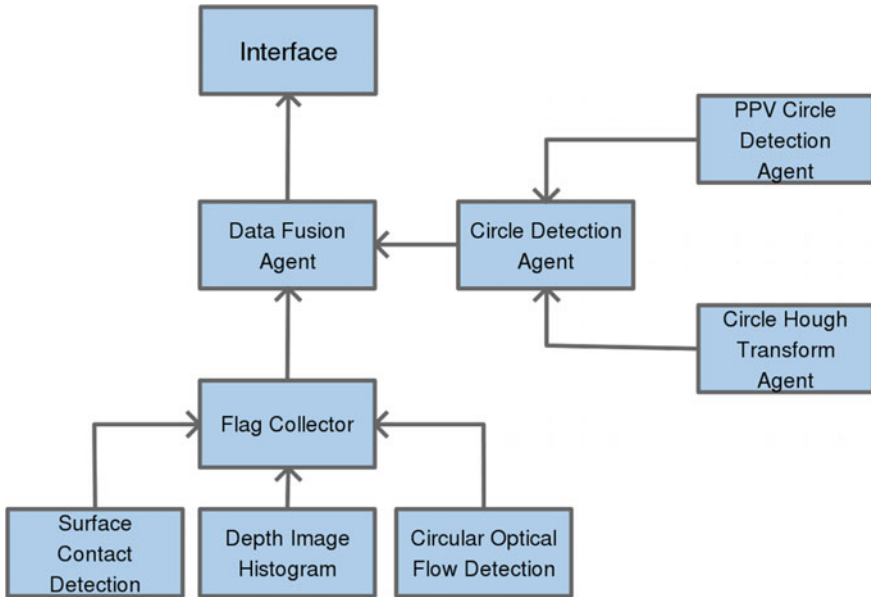 Interface
PPV Circle
Detection
Agent
Data Fusion
Agent
Circle Detection
Agent
Circle Hough
Transform
Agent
Flag Collector
Surface
Contact
Detection
Depth Image
Histogram
Circular Optical
Flow Detection